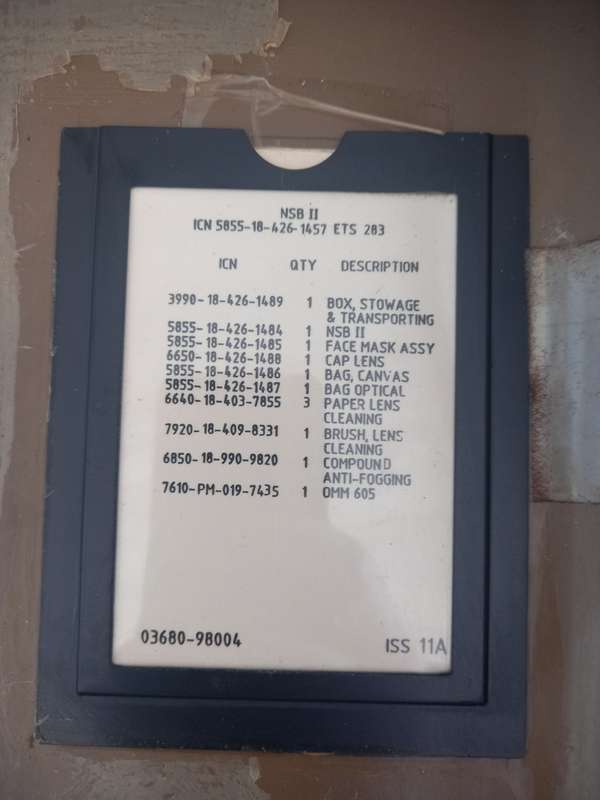 NSB II
ICN 5855-18-426-1457 ETS 283
ICN QTY DESCRIPTION
3990-18-426-1489 1 BOX, STOWAGE
& TRANSPORTING
5855-18-426-1484 1 NSB II
5855-18-426-1485 1 FACE MASK ASSY
6650-18-426-1488 1 CAP LENS
5855-18-426-1486 1 BAG, CANVAS
5855-18-426-1487 1 BAG OPTICAL
6640-18-403-7855 3 PAPER LENS
CLEANING
7920-18-409-8331 1 BRUSH, LENS
CLEANING
6850-18-990-9820 1 COMPOUND
ANTI-FOGGING
7610-PM-019-7435 1 OMM 605
03680-98004 ISS 11A